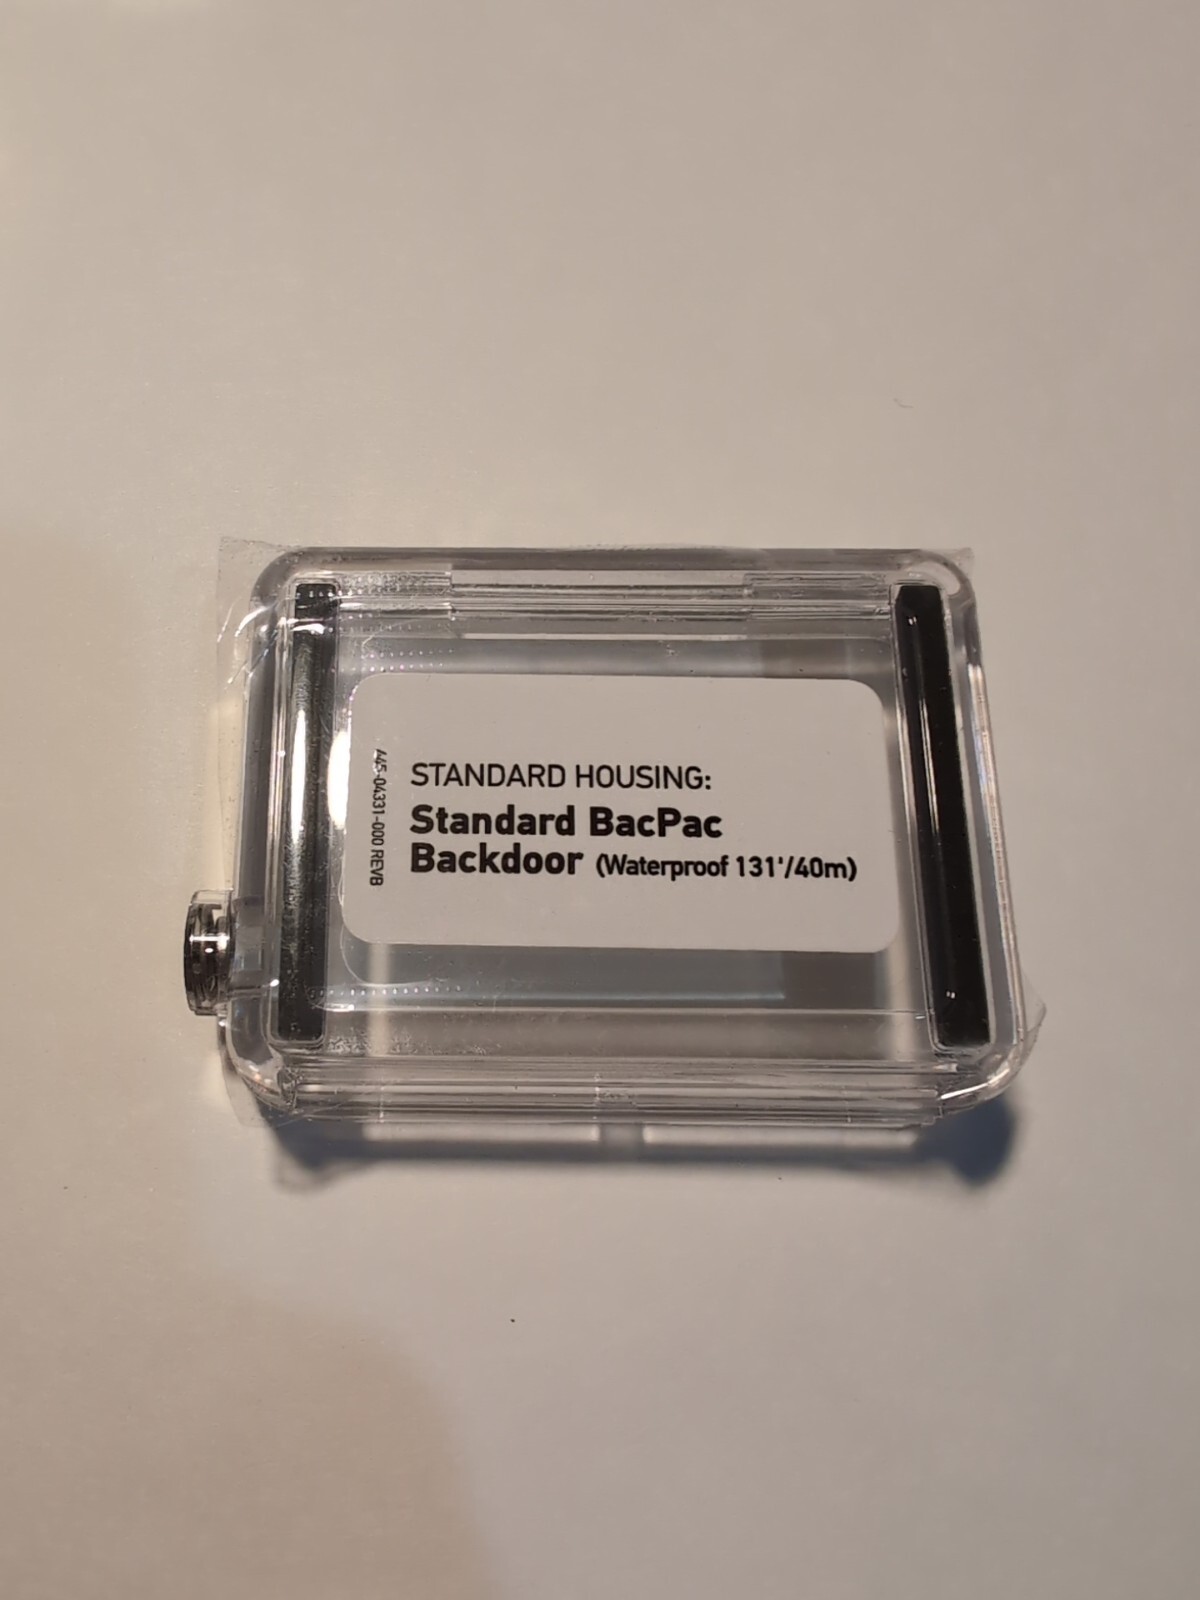 STANDARD HOUSING:
Standard BacPac
Backdoor (Waterproof 131'/40m)
445-04331-000 REVB